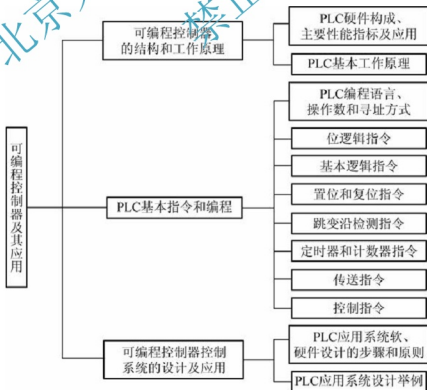 可编程控制器及其应用
可编程控制器
的结构和工作原理
PLC硬件构成、
主要性能指标及应用
PLC基本工作原理
PLC基本指令和编程
PLC编程语言、
操作数和寻址方式
位逻辑指令
基本逻辑指令
置位和复位指令
跳变沿检测指令
定时器和计数器指令
传送指令
控制指令
可编程控制器控制
系统的设计及应用
PLC应用系统软、
硬件设计的步骤和原则
PLC应用系统设计举例
北京
禁止